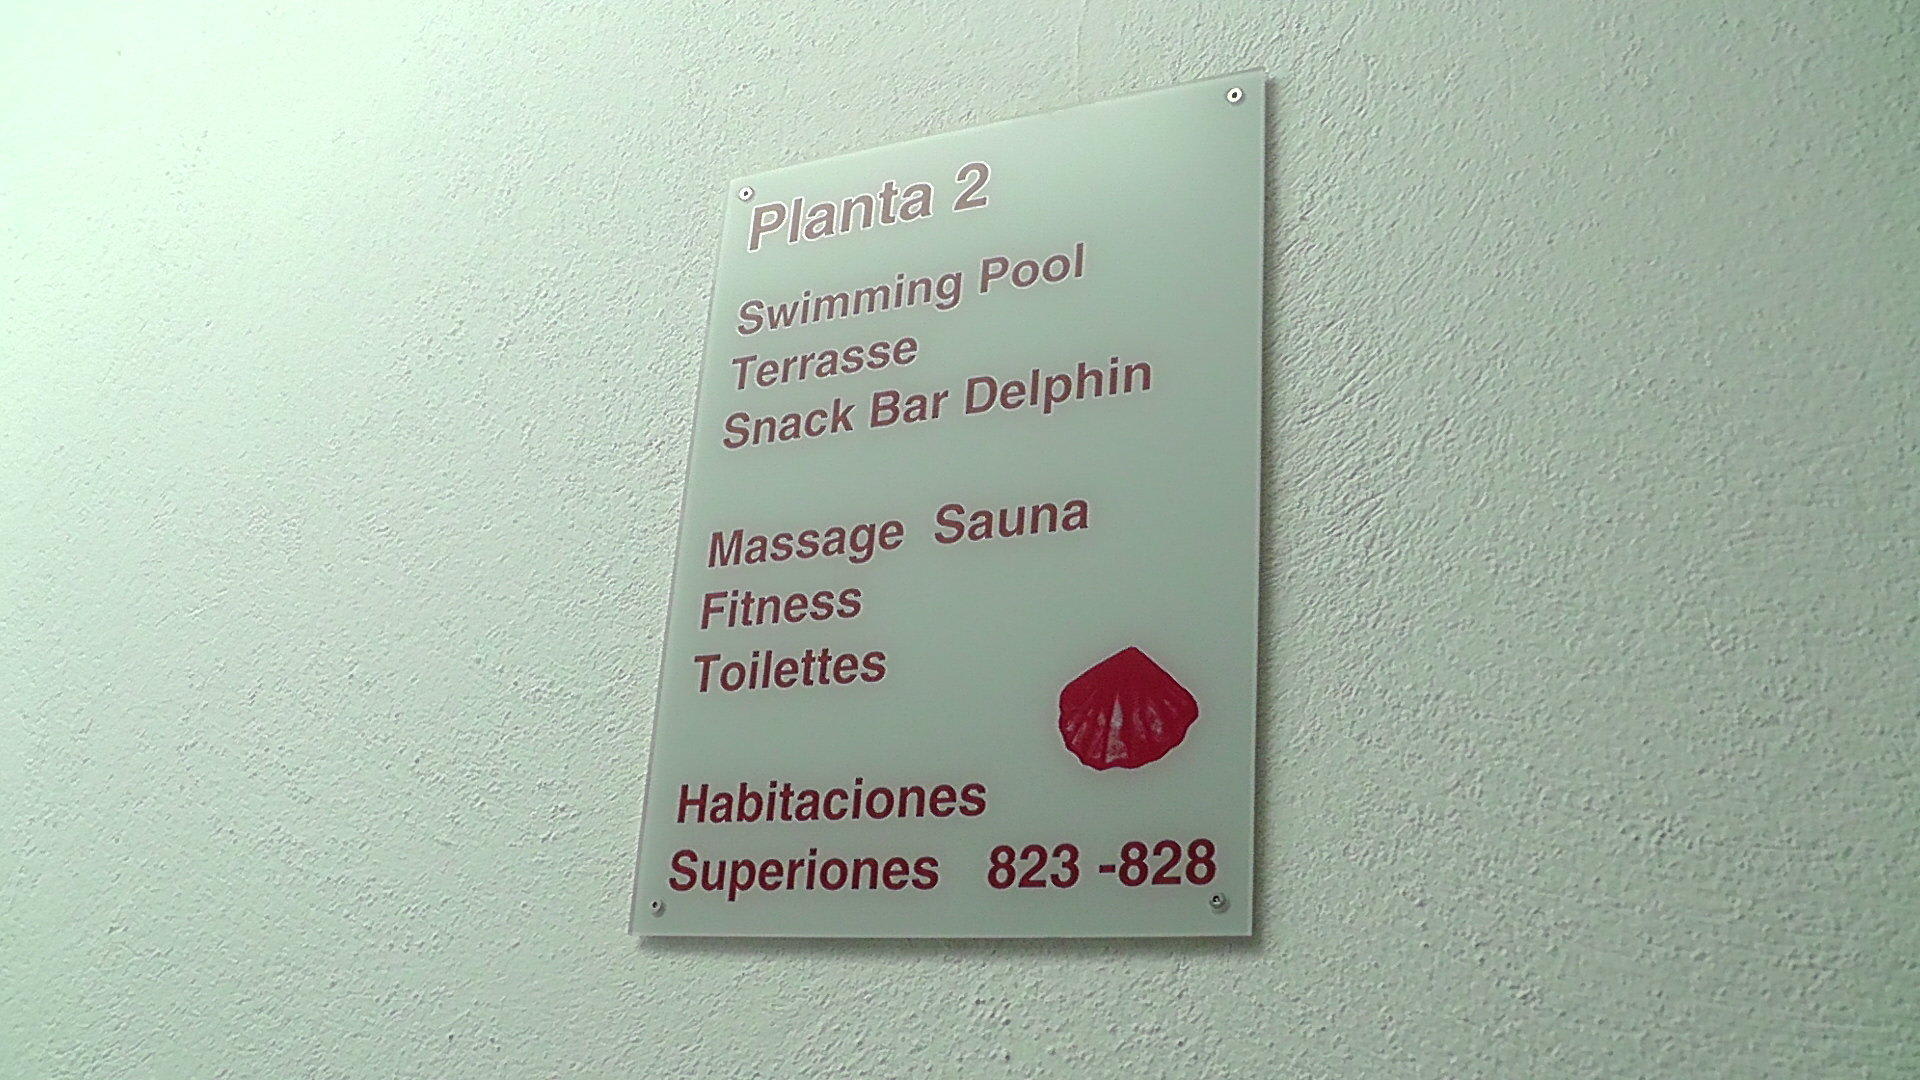 Planta 2
Swimming Pool
Terrasse
Snack Bar Delphin
Massage Sauna
Fitness
Toilettes
Habitaciones
Superiones 823 -828